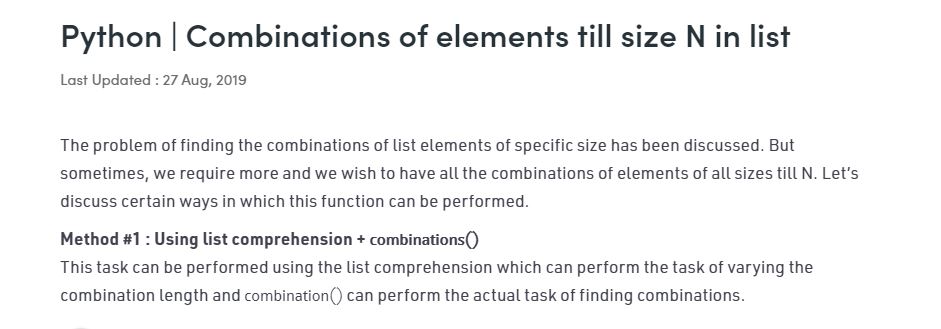 Python | Combinations of elements till size N in list
Last Updated : 27 Aug, 2019
The problem of finding the combinations of list elements of specific size has been discussed. But
sometimes, we require more and we wish to have all the combinations of elements of all sizes till N. Let’s
discuss certain ways in which this function can be performed.
Method #1 : Using list comprehension + combinations()
This task can be performed using the list comprehension which can perform the task of varying the
combination length and combination() can perform the actual task of finding combinations.